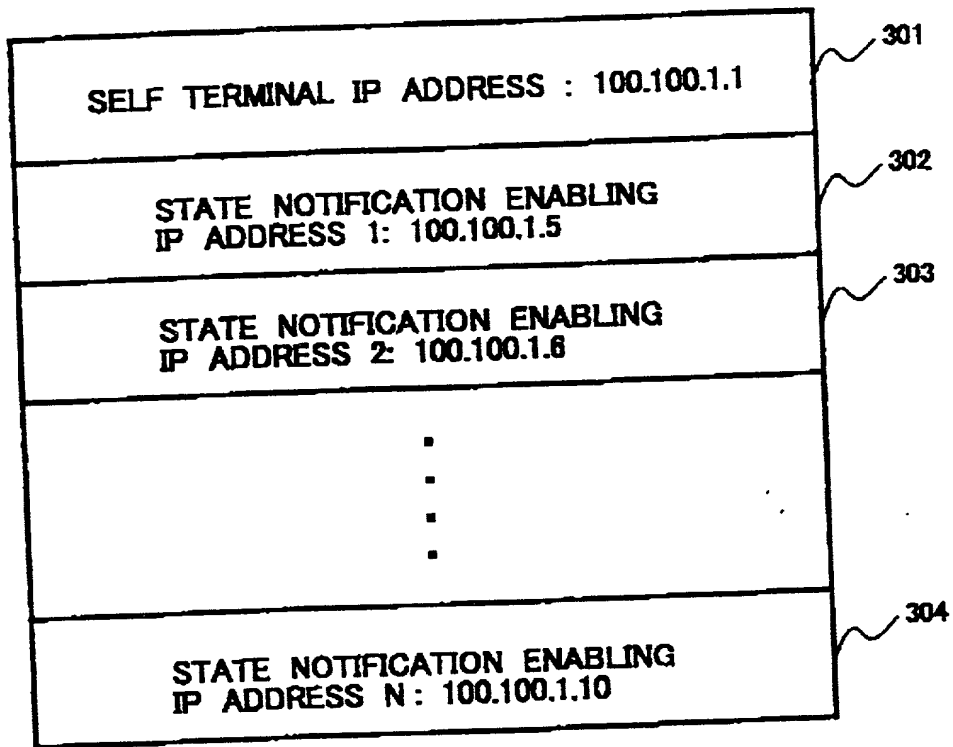 SELF TERMINAL IP ADDRESS : 100.100.1.1
301
STATE NOTIFICATION ENABLING
IP ADDRESS 1: 100.100.1.5
302
STATE NOTIFICATION ENABLING
IP ADDRESS 2: 100.100.1.6
303
STATE NOTIFICATION ENABLING
IP ADDRESS N : 100.100.1.10
304